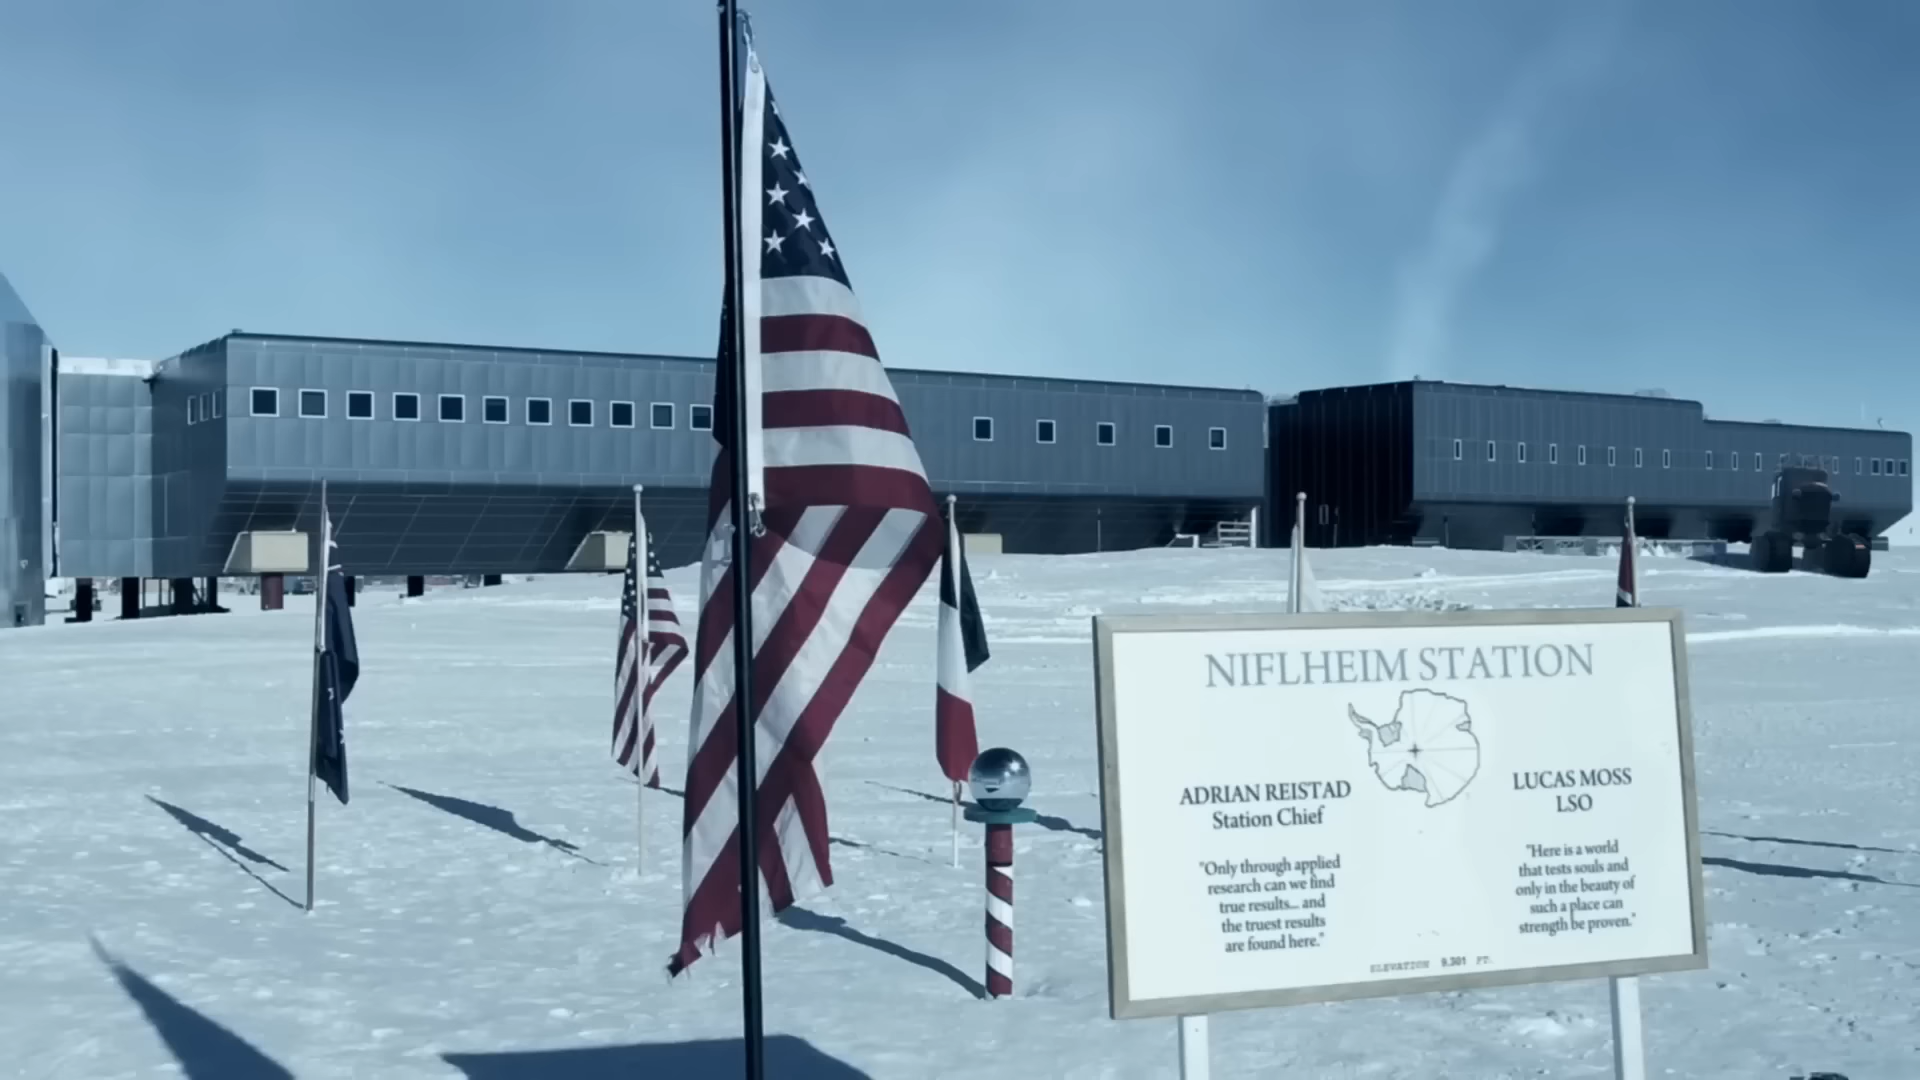 NIFLHEIM STATION
ADRIAN REISTAD
Station Chief
"Only through applied
research can we find
true results... and
the truest results
are found here."
LUCAS MOSS
LSO
"Here is a world
that tests souls and
only in the beauty of
such a place can
strength be proven."
ELEVATION 9,301 FT.